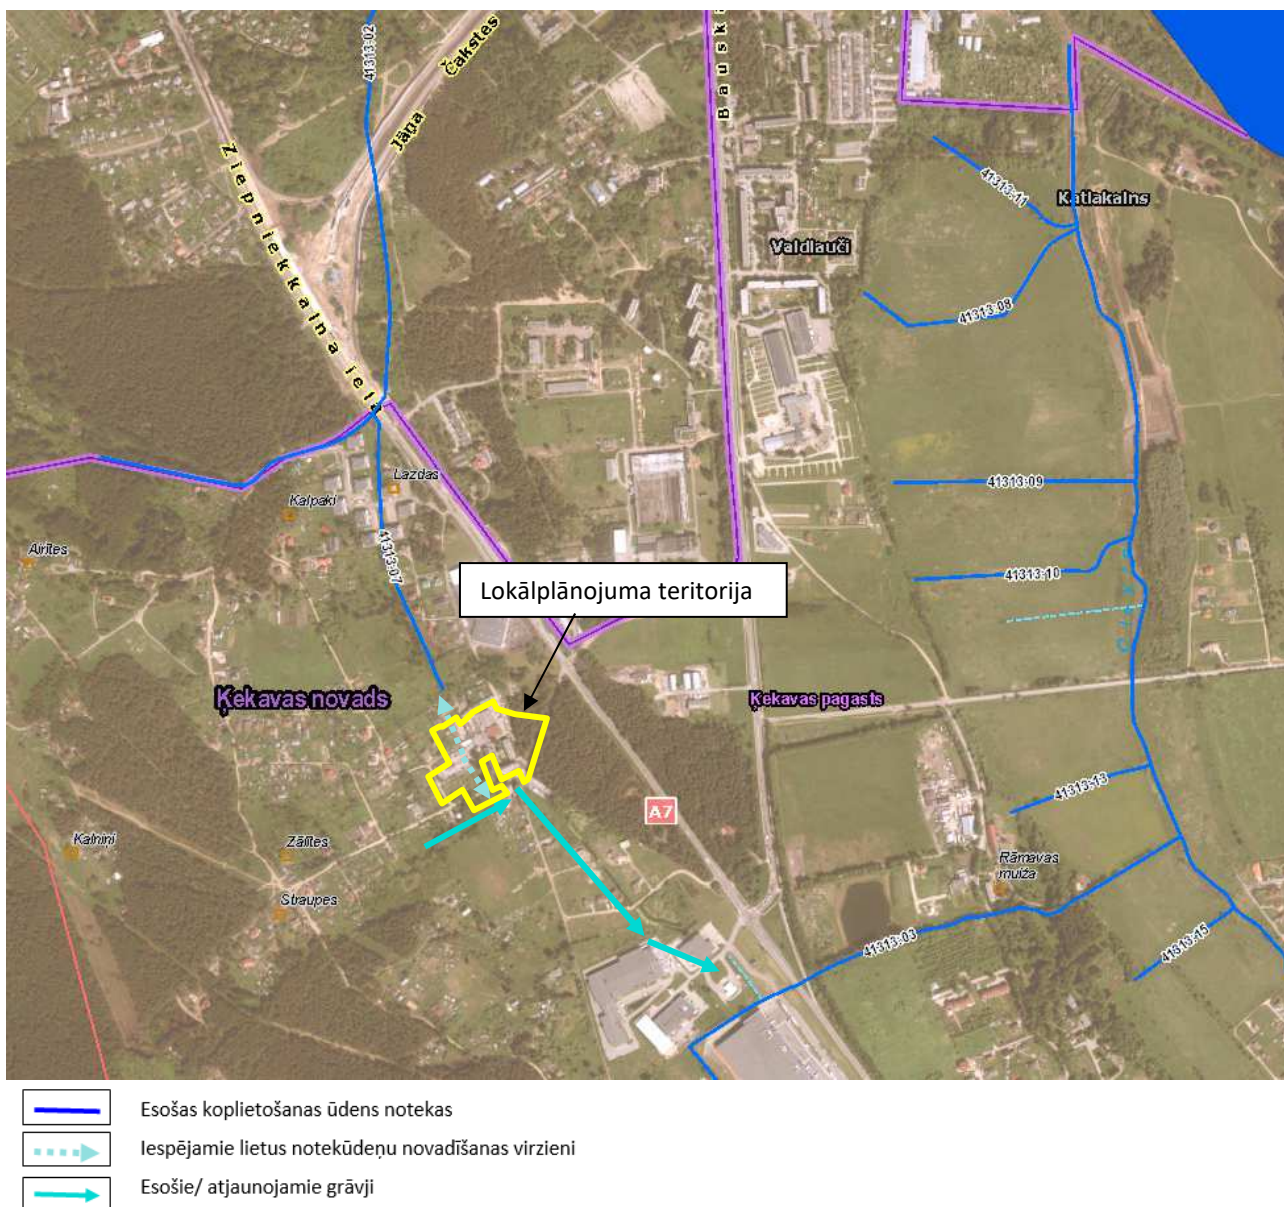 41313:02
Čakstes
Jāņa
Bauska
Ziepniekkalna iela
41313:11
Katlakalns
Valdlauči
41313:08
Lazdas
Kalpaki
41313:09
Airītes
41313:07
41313:10
Lokālplānojuma teritorija
Ķekavas novads
Ķekavas pagasts
41313:13
A7
Kalniņi
Zālītes
Rāmavas
muiža
Straupes
41313:03
41313:15
Esošas koplietošanas ūdens notekas
Iespējamie lietus notekūdeņu novadīšanas virzieni
Esošie/ atjaunojamie grāvji